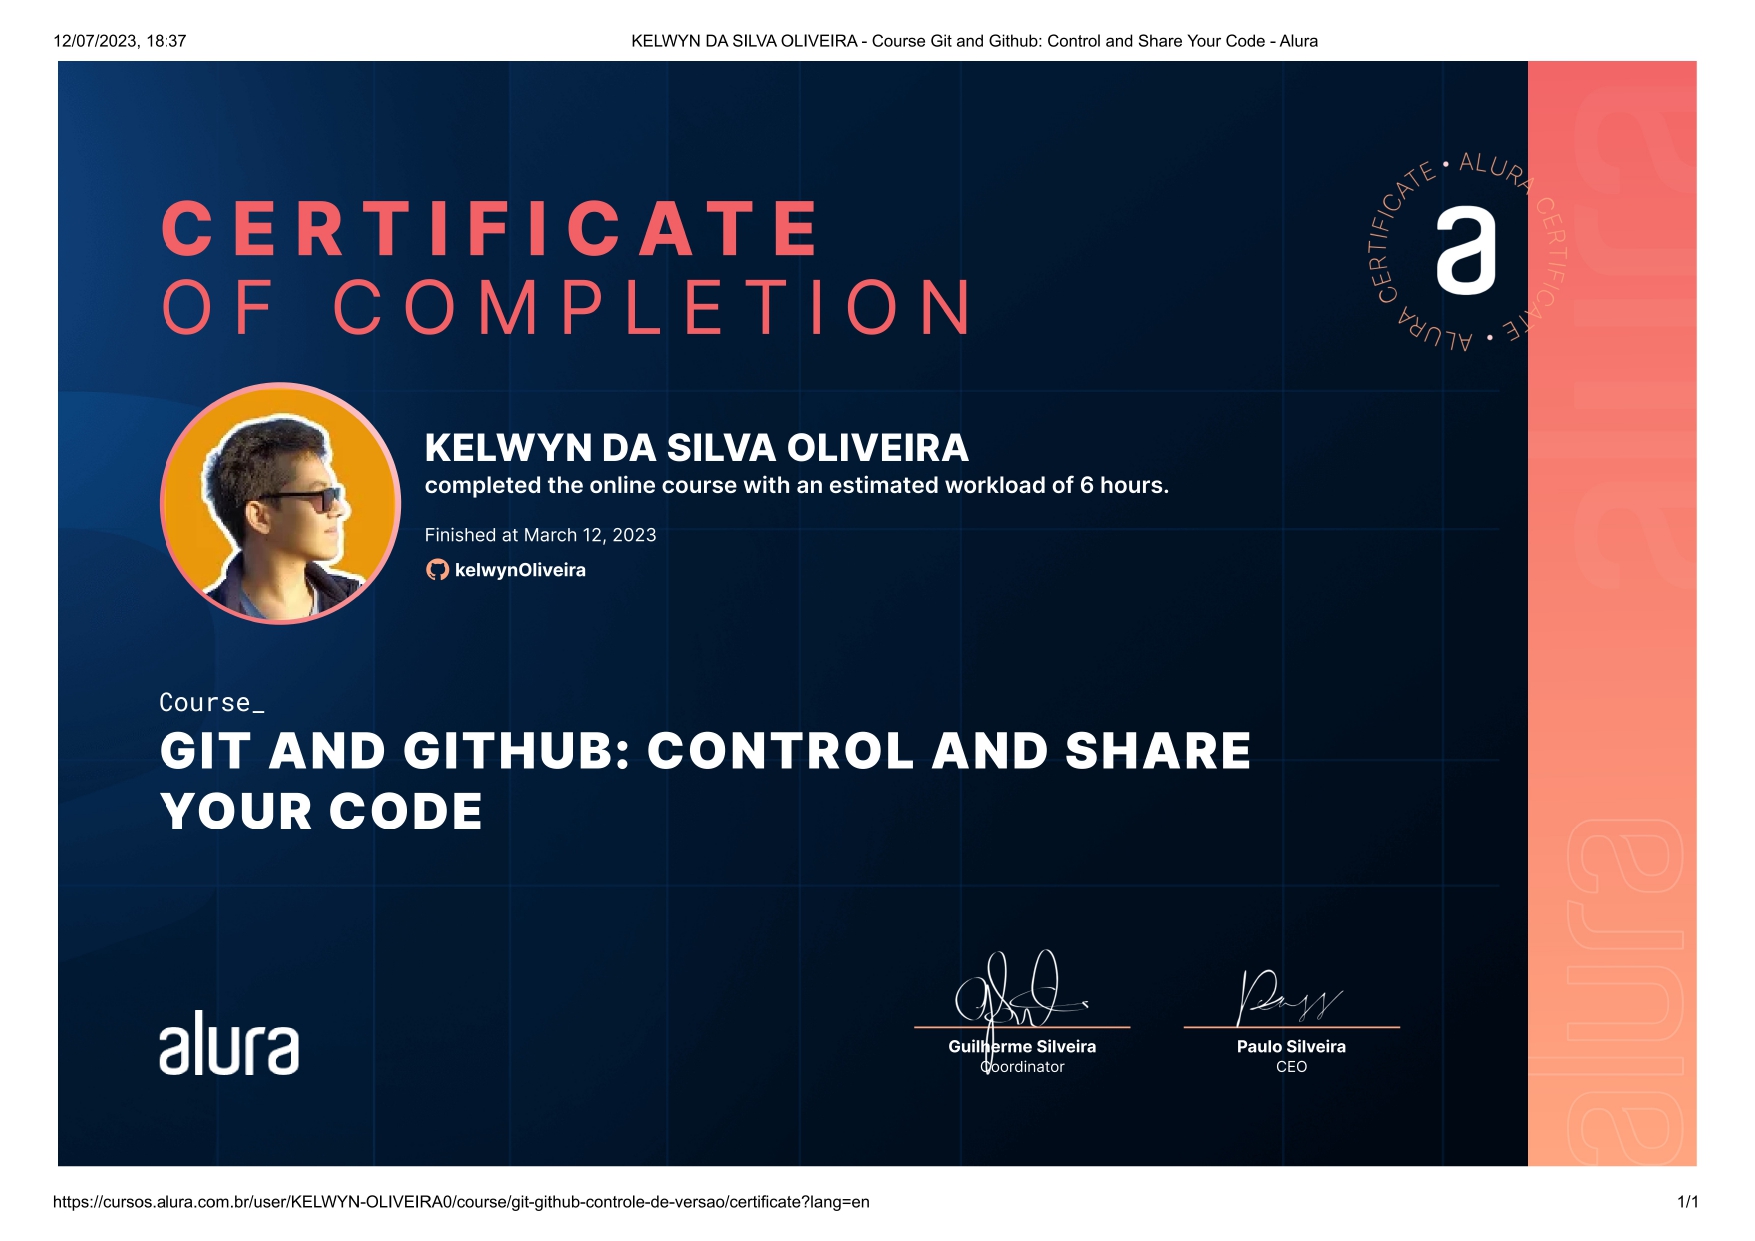 12/07/2023, 18:37
KELWYN DA SILVA OLIVEIRA - Course Git and Github: Control and Share Your Code - Alura
CERTIFICATE
OF COMPLETION
ALURA CERTIFICATE • ALURA CERTIFICATE •
a
KELWYN DA SILVA OLIVEIRA
completed the online course with an estimated workload of 6 hours.
Finished at March 12, 2023
kelwynOliveira
Course_
GIT AND GITHUB: CONTROL AND SHARE
YOUR CODE
alura
Guilherme Silveira
Coordinator
Paulo Silveira
CEO
alura
alura
https://cursos.alura.com.br/user/KELWYN-OLIVEIRA0/course/git-github-controle-de-versao/certificate?lang=en
1/1